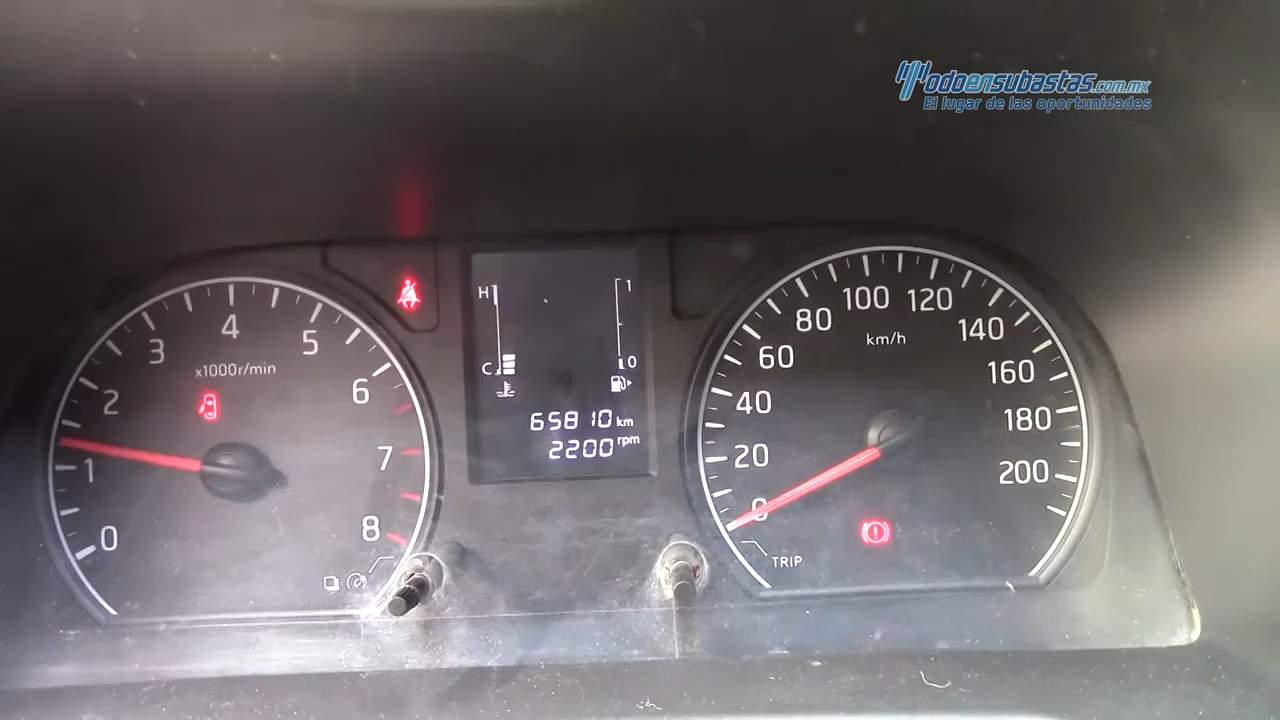 Todoensubastas.com.mx
El lugar de las oportunidades
0
1
2
3
4
5
6
7
8
x1000r/min
H
C
1
0
65810 km
2200 rpm
0
20
40
60
80
100
120
140
160
180
200
km/h
TRIP